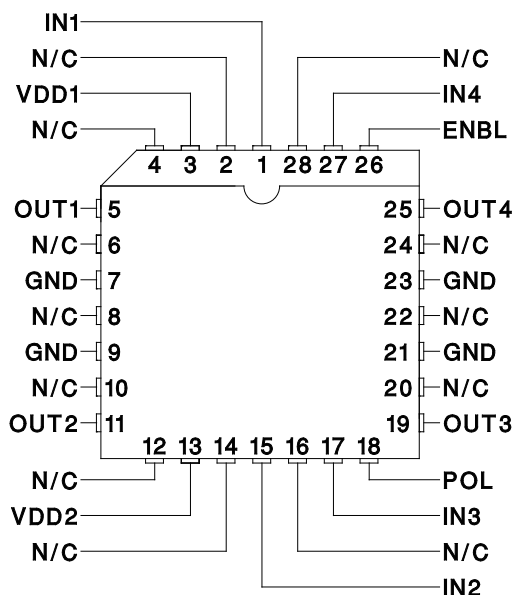 IN1
N/C
N/C
VDD1
IN4
N/C
ENBL
4 3 2 1 28 27 26
OUT1 5 25 OUT4
N/C 6 24 N/C
GND 7 23 GND
N/C 8 22 N/C
GND 9 21 GND
N/C 10 20 N/C
OUT2 11 19 OUT3
12 13 14 15 16 17 18
N/C
POL
VDD2
IN3
N/C
N/C
IN2